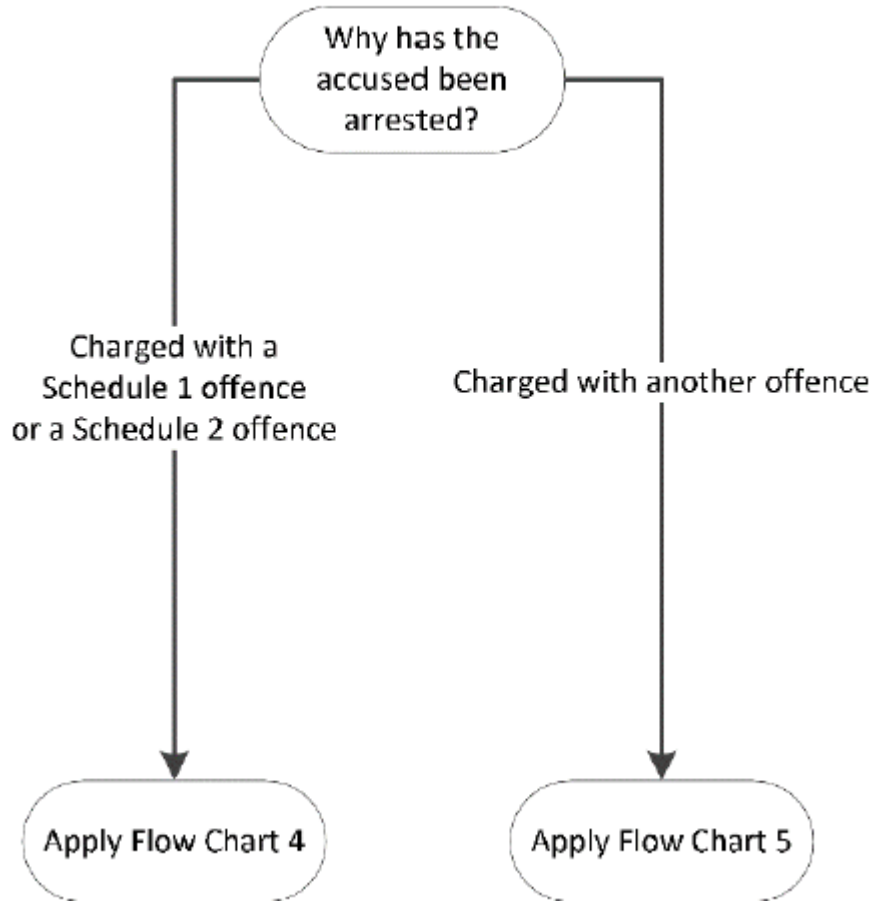 Why has the
accused been
arrested?
Charged with a
Schedule 1 offence
or a Schedule 2 offence
Charged with another offence
Apply Flow Chart 4
Apply Flow Chart 5